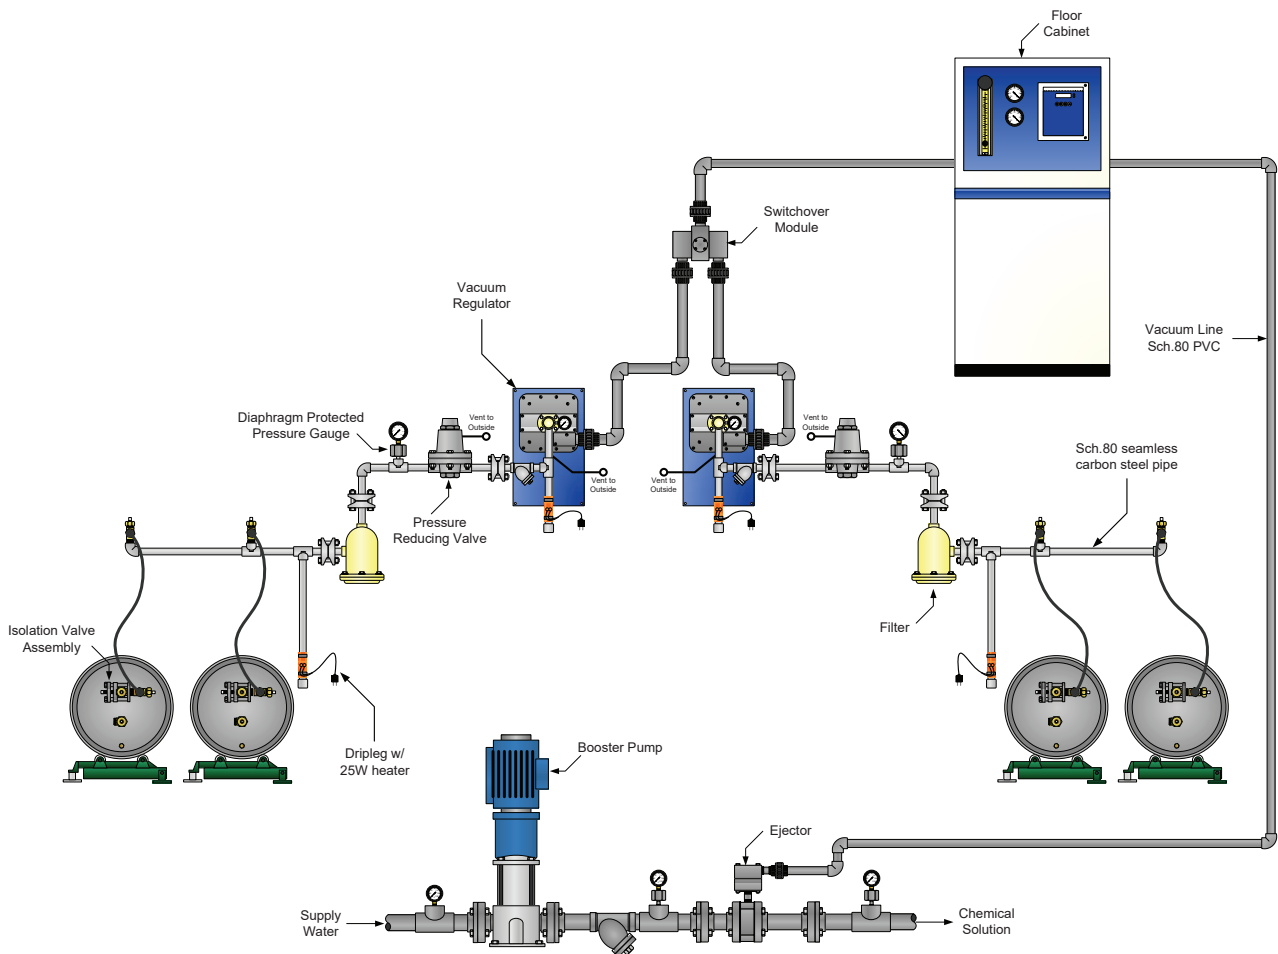 Floor
Cabinet
Switchover
Module
Vacuum
Regulator
Vacuum Line
Sch.80 PVC
Diaphragm Protected
Pressure Gauge
Vent to
Outside
Vent to
Outside
Sch.80 seamless
carbon steel pipe
Vent to
Outside
Vent to
Outside
Pressure
Reducing Valve
Isolation Valve
Assembly
Filter
Dripleg w/
25W heater
Booster Pump
Ejector
Supply
Water
Chemical
Solution